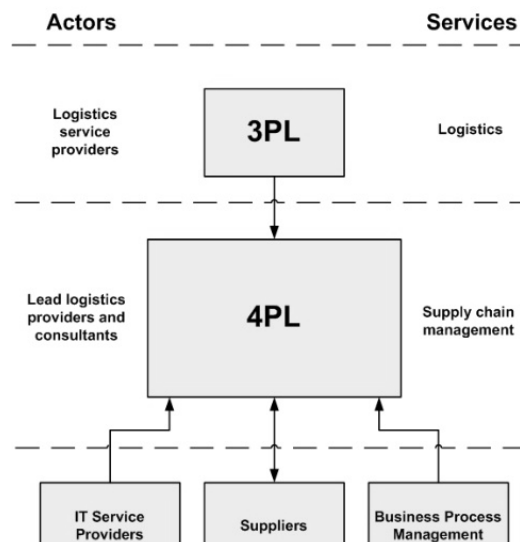 Actors
Services
Logistics
service
providers
3PL
Logistics
Lead logistics
providers and
consultants
4PL
Supply chain
management
IT Service
Providers
Suppliers
Business Process
Management